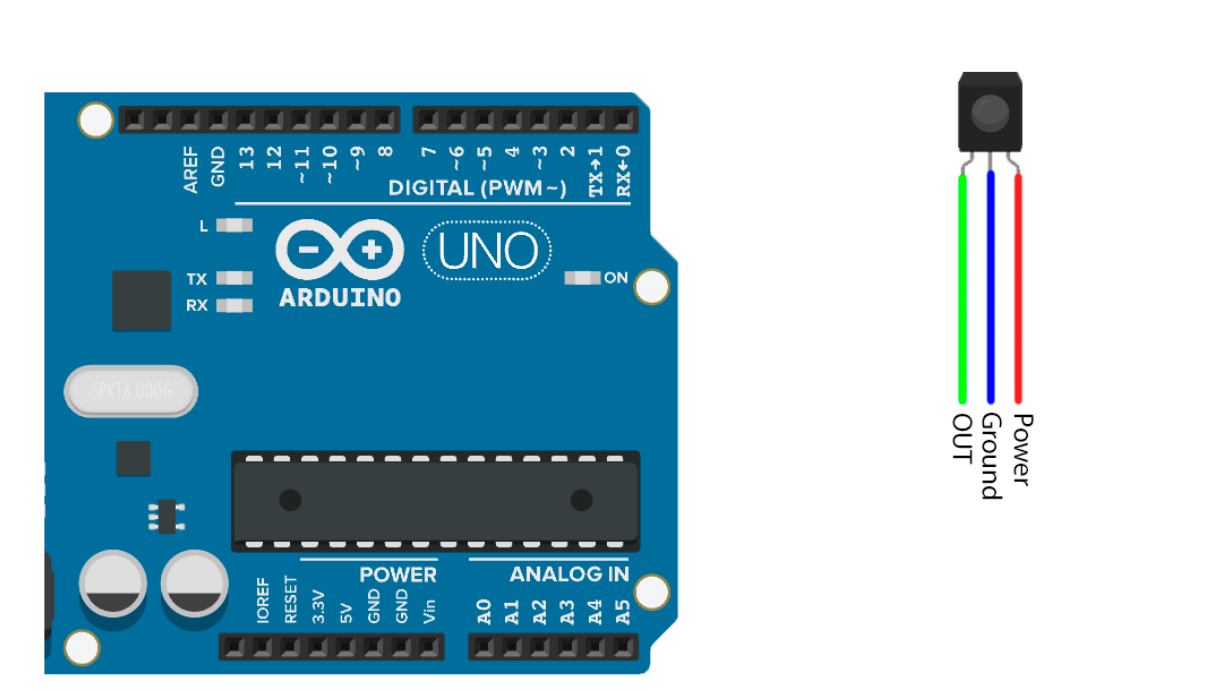 AREF
GND
13
12
~11
~10
~9
8
7
~6
~5
4
~3
2
TX→1
RX←0
DIGITAL (PWM~)
L
TX
RX
ARDUINO
UNO
ON
SPK16.000G
POWER
ANALOG IN
IOREF
RESET
3.3V
5V
GND
GND
Vin
A0
A1
A2
A3
A4
A5
OUT
Ground
Power